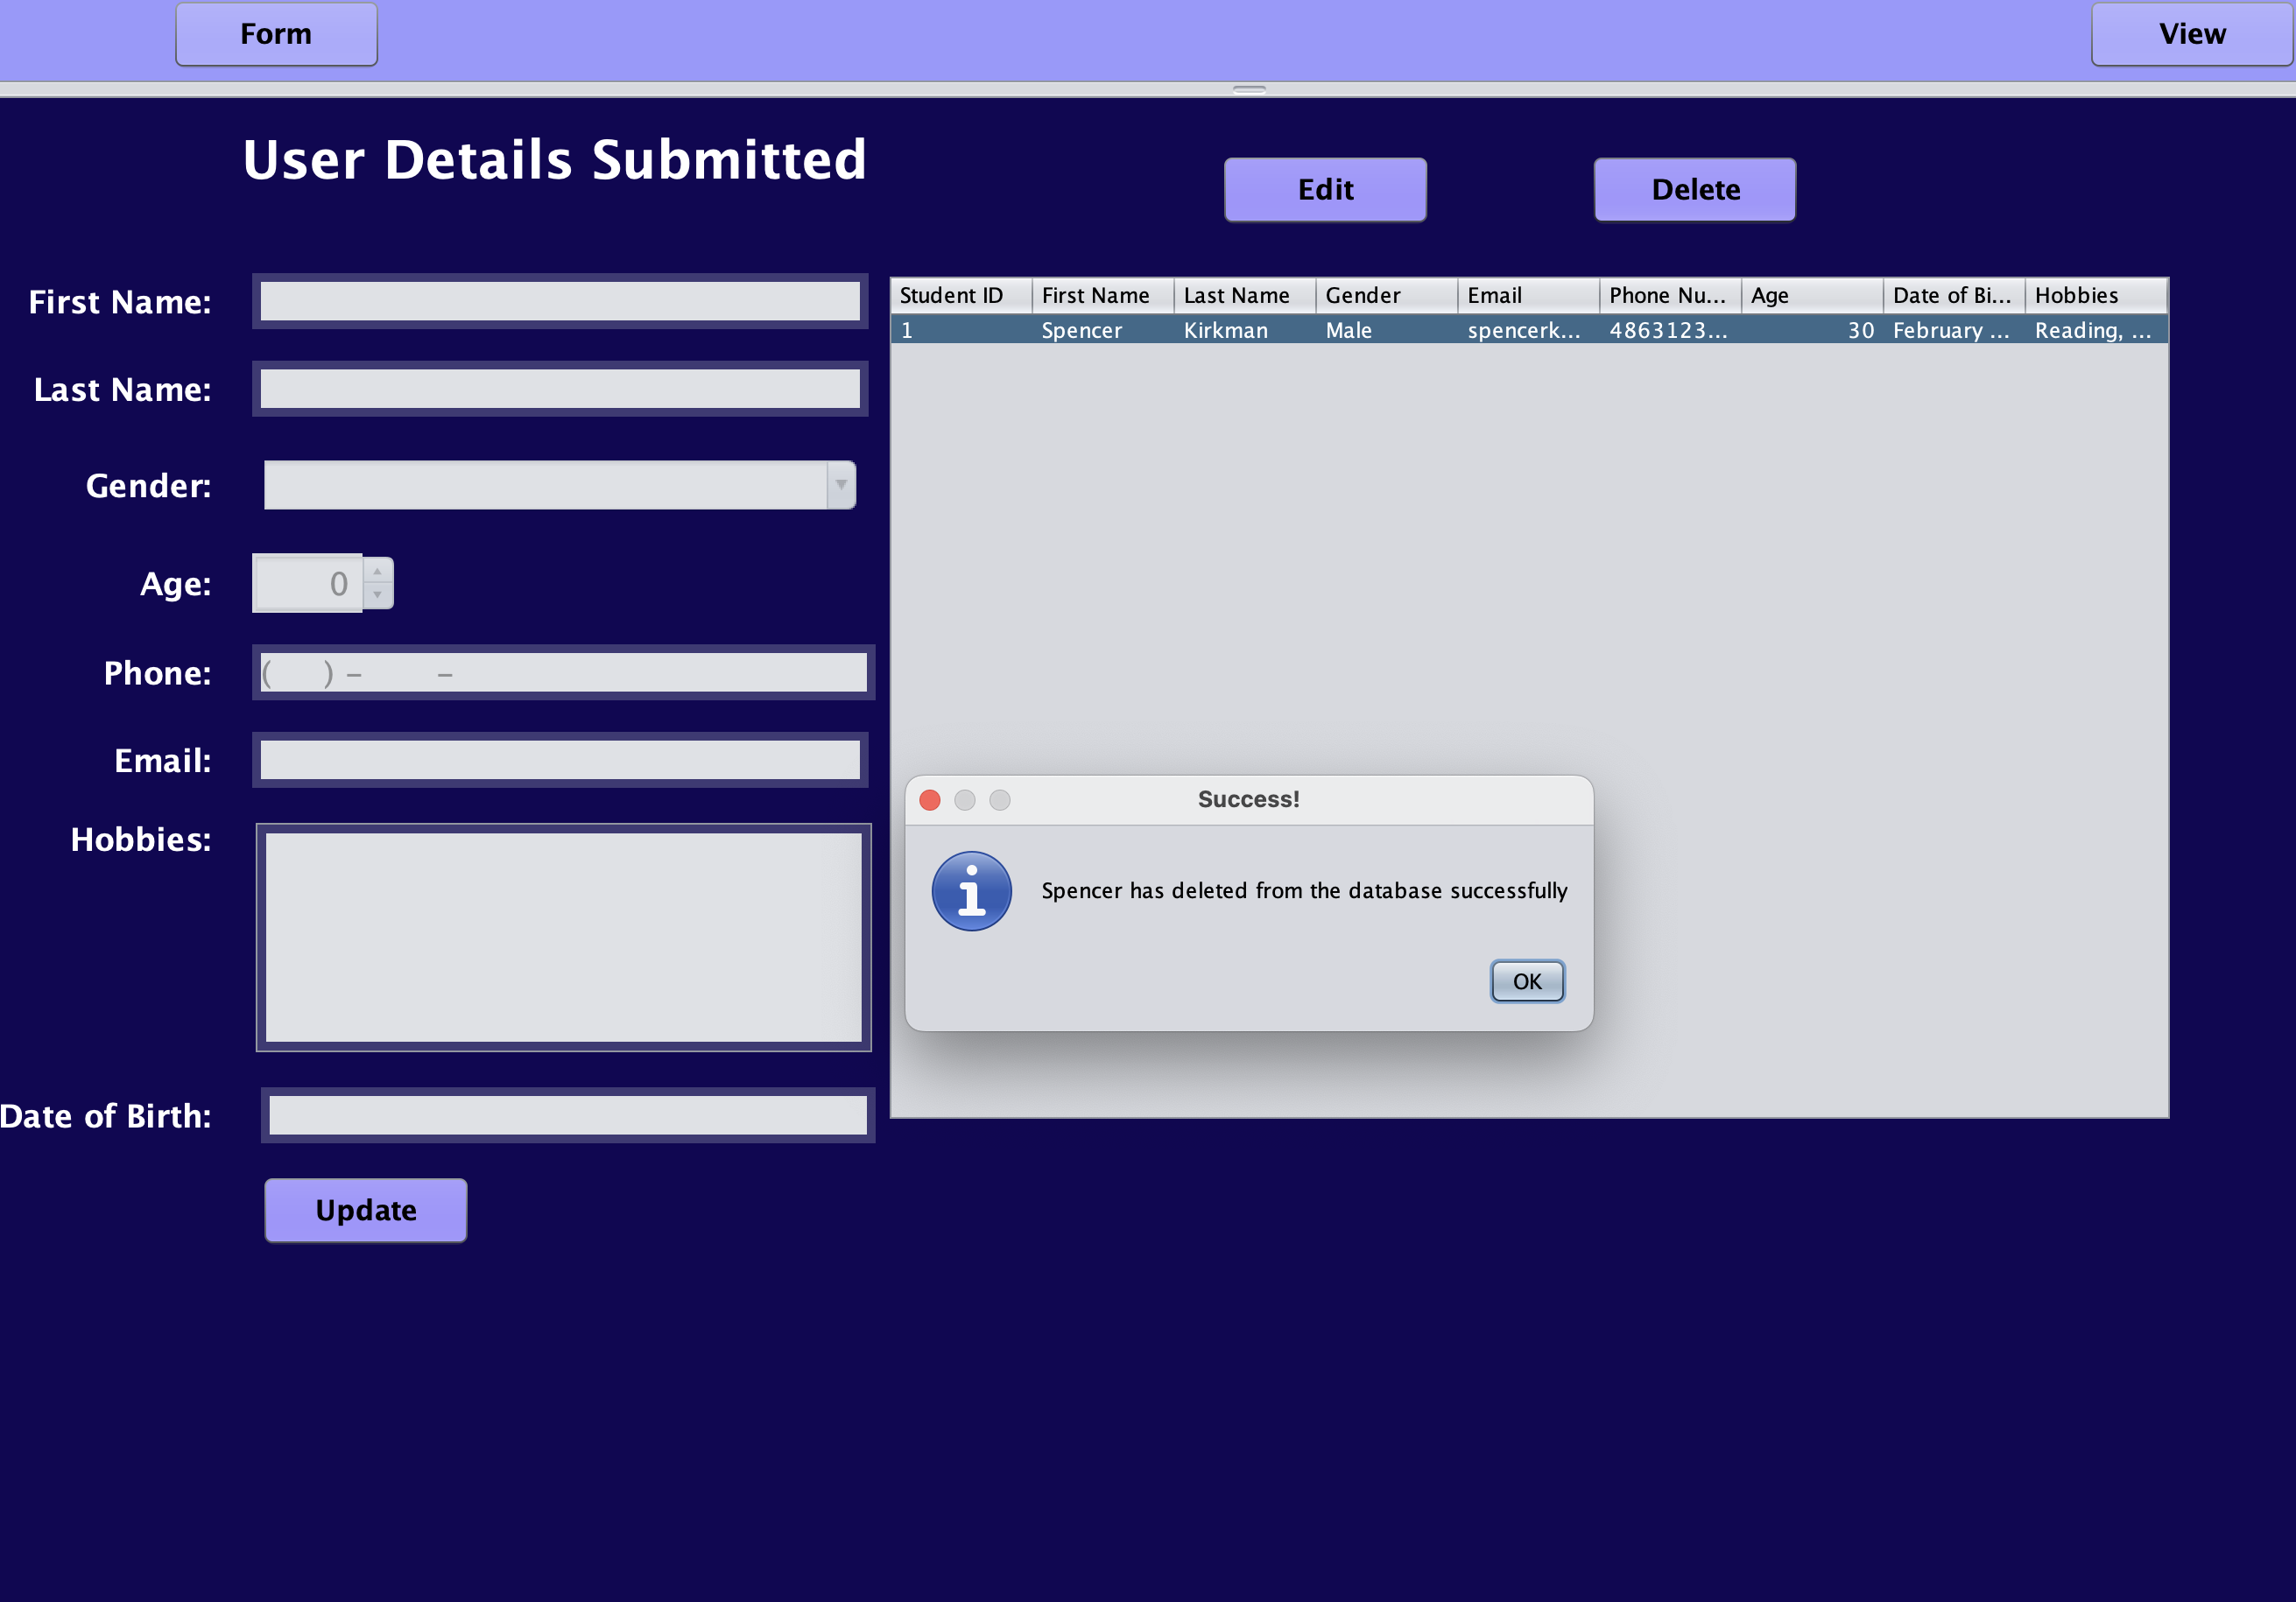 Form
View
User Details Submitted
Edit
Delete
First Name:
Last Name:
Gender:
Age:
0
Phone:
( ) – –
Email:
Hobbies:
Date of Birth:
Update
Student ID First Name Last Name Gender Email Phone Nu... Age Date of Bi... Hobbies
1 Spencer Kirkman Male spencerk... 4863123... 30 February ... Reading, ...
Success!
Spencer has deleted from the database successfully
OK